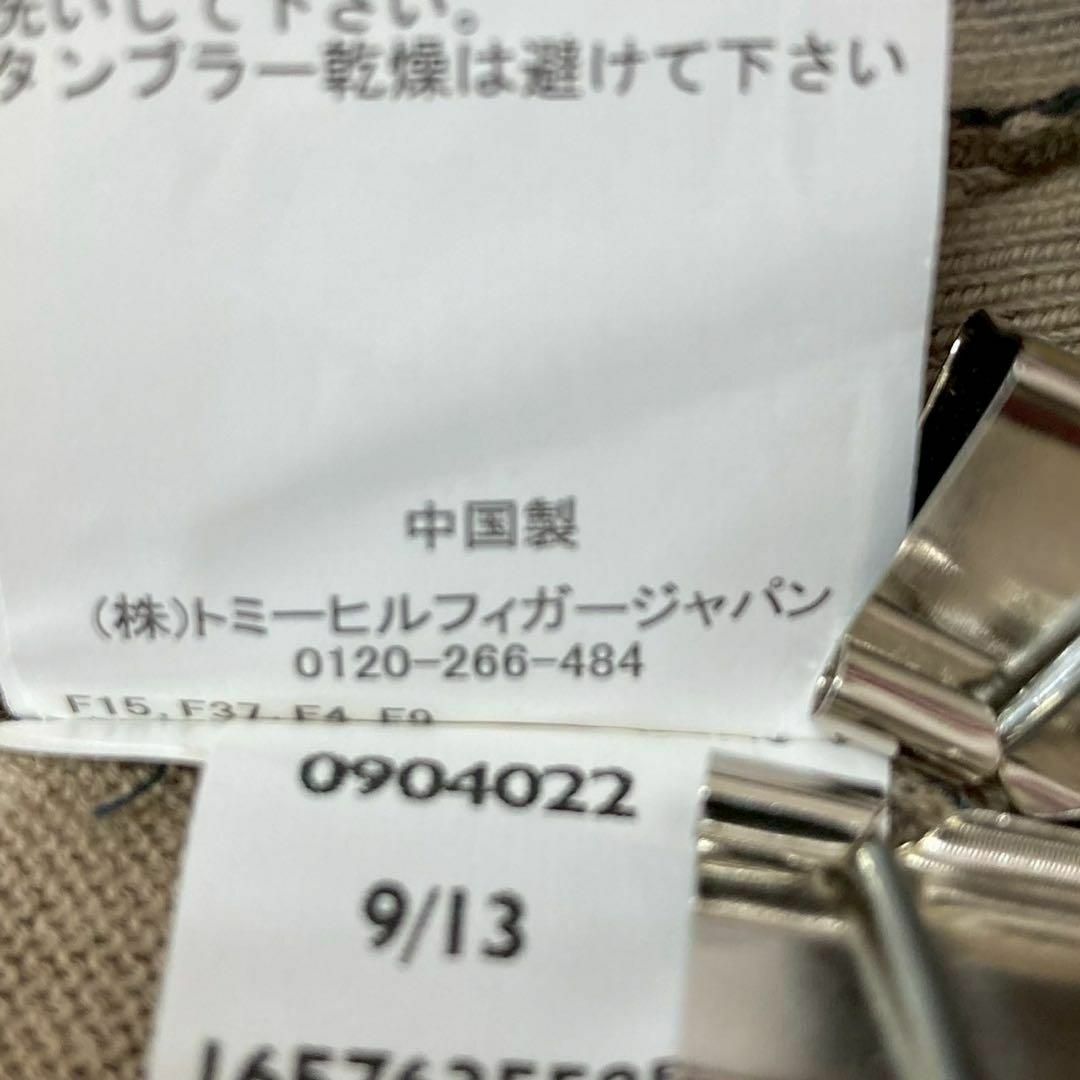 洗いして下さい。
タンブラー乾燥は避けて下さい
中国製
(株)トミーヒルフィガージャパン
0120-266-484
F15, F37, F4, F9
0904022
9/13